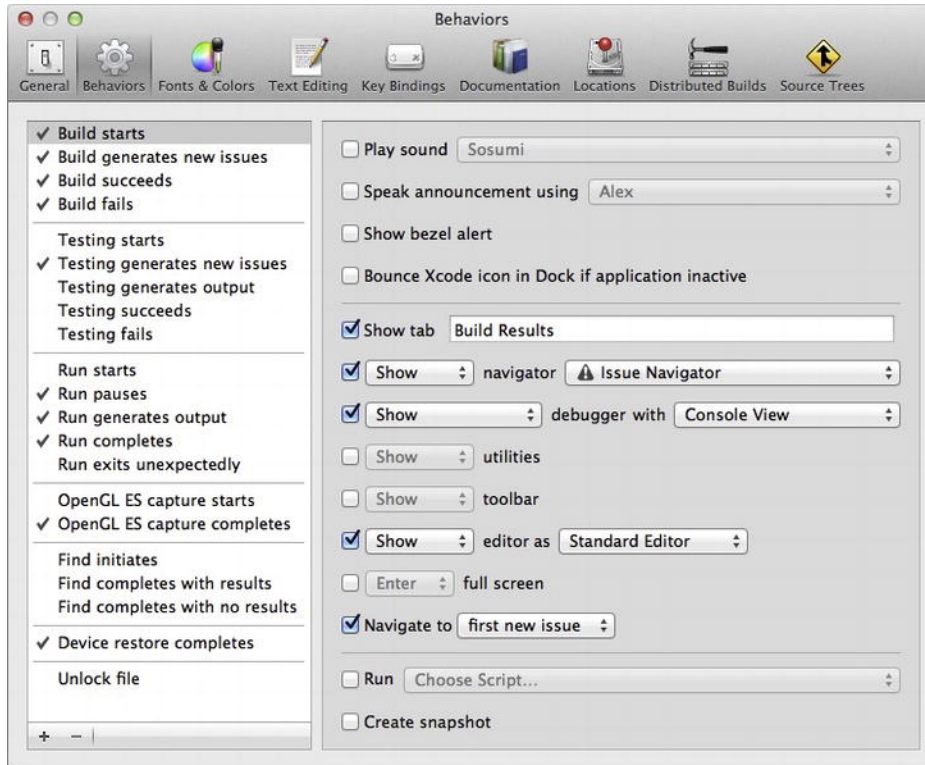 Behaviors
General Behaviors Fonts & Colors Text Editing Key Bindings Documentation Locations Distributed Builds Source Trees
Build starts
Build generates new issues
Build succeeds
Build fails
Testing starts
Testing generates new issues
Testing generates output
Testing succeeds
Testing fails
Run starts
Run pauses
Run generates output
Run completes
Run exits unexpectedly
OpenGL ES capture starts
OpenGL ES capture completes
Find initiates
Find completes with results
Find completes with no results
Device restore completes
Unlock file
Play sound Sosumi
Speak announcement using Alex
Show bezel alert
Bounce Xcode icon in Dock if application inactive
Show tab Build Results
Show navigator Issue Navigator
Show debugger with Console View
Show utilities
Show toolbar
Show editor as Standard Editor
Enter full screen
Navigate to first new issue
Run Choose Script...
Create snapshot